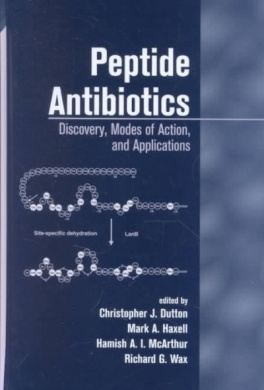 Peptide
Antibiotics
Discovery, Modes of Action,
and Applications
Site-specific dehydration
LanB
edited by
Christopher J. Dutton
Mark A. Haxell
Hamish A. I. McArthur
Richard G. Wax